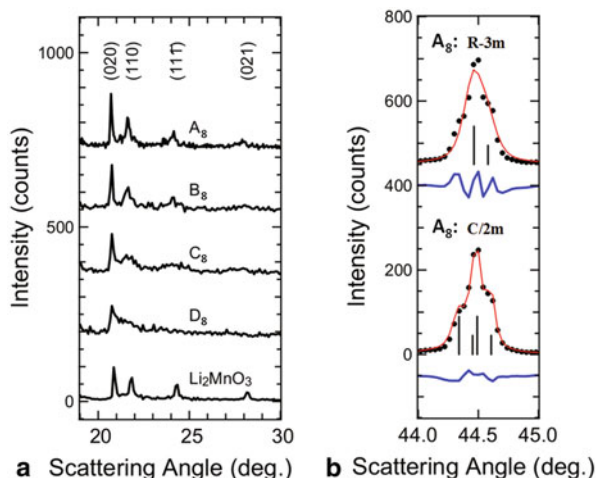 1000
500
0
Intensity (counts)
(020)
(110)
(111̄)
(021)
A₈
B₈
C₈
D₈
Li₂MnO₃
20 25 30
a Scattering Angle (deg.)
800
600
400
200
0
Intensity (counts)
A₈: R-3m
A₈: C/2m
44.0 44.5 45.0
b Scattering Angle (deg.)